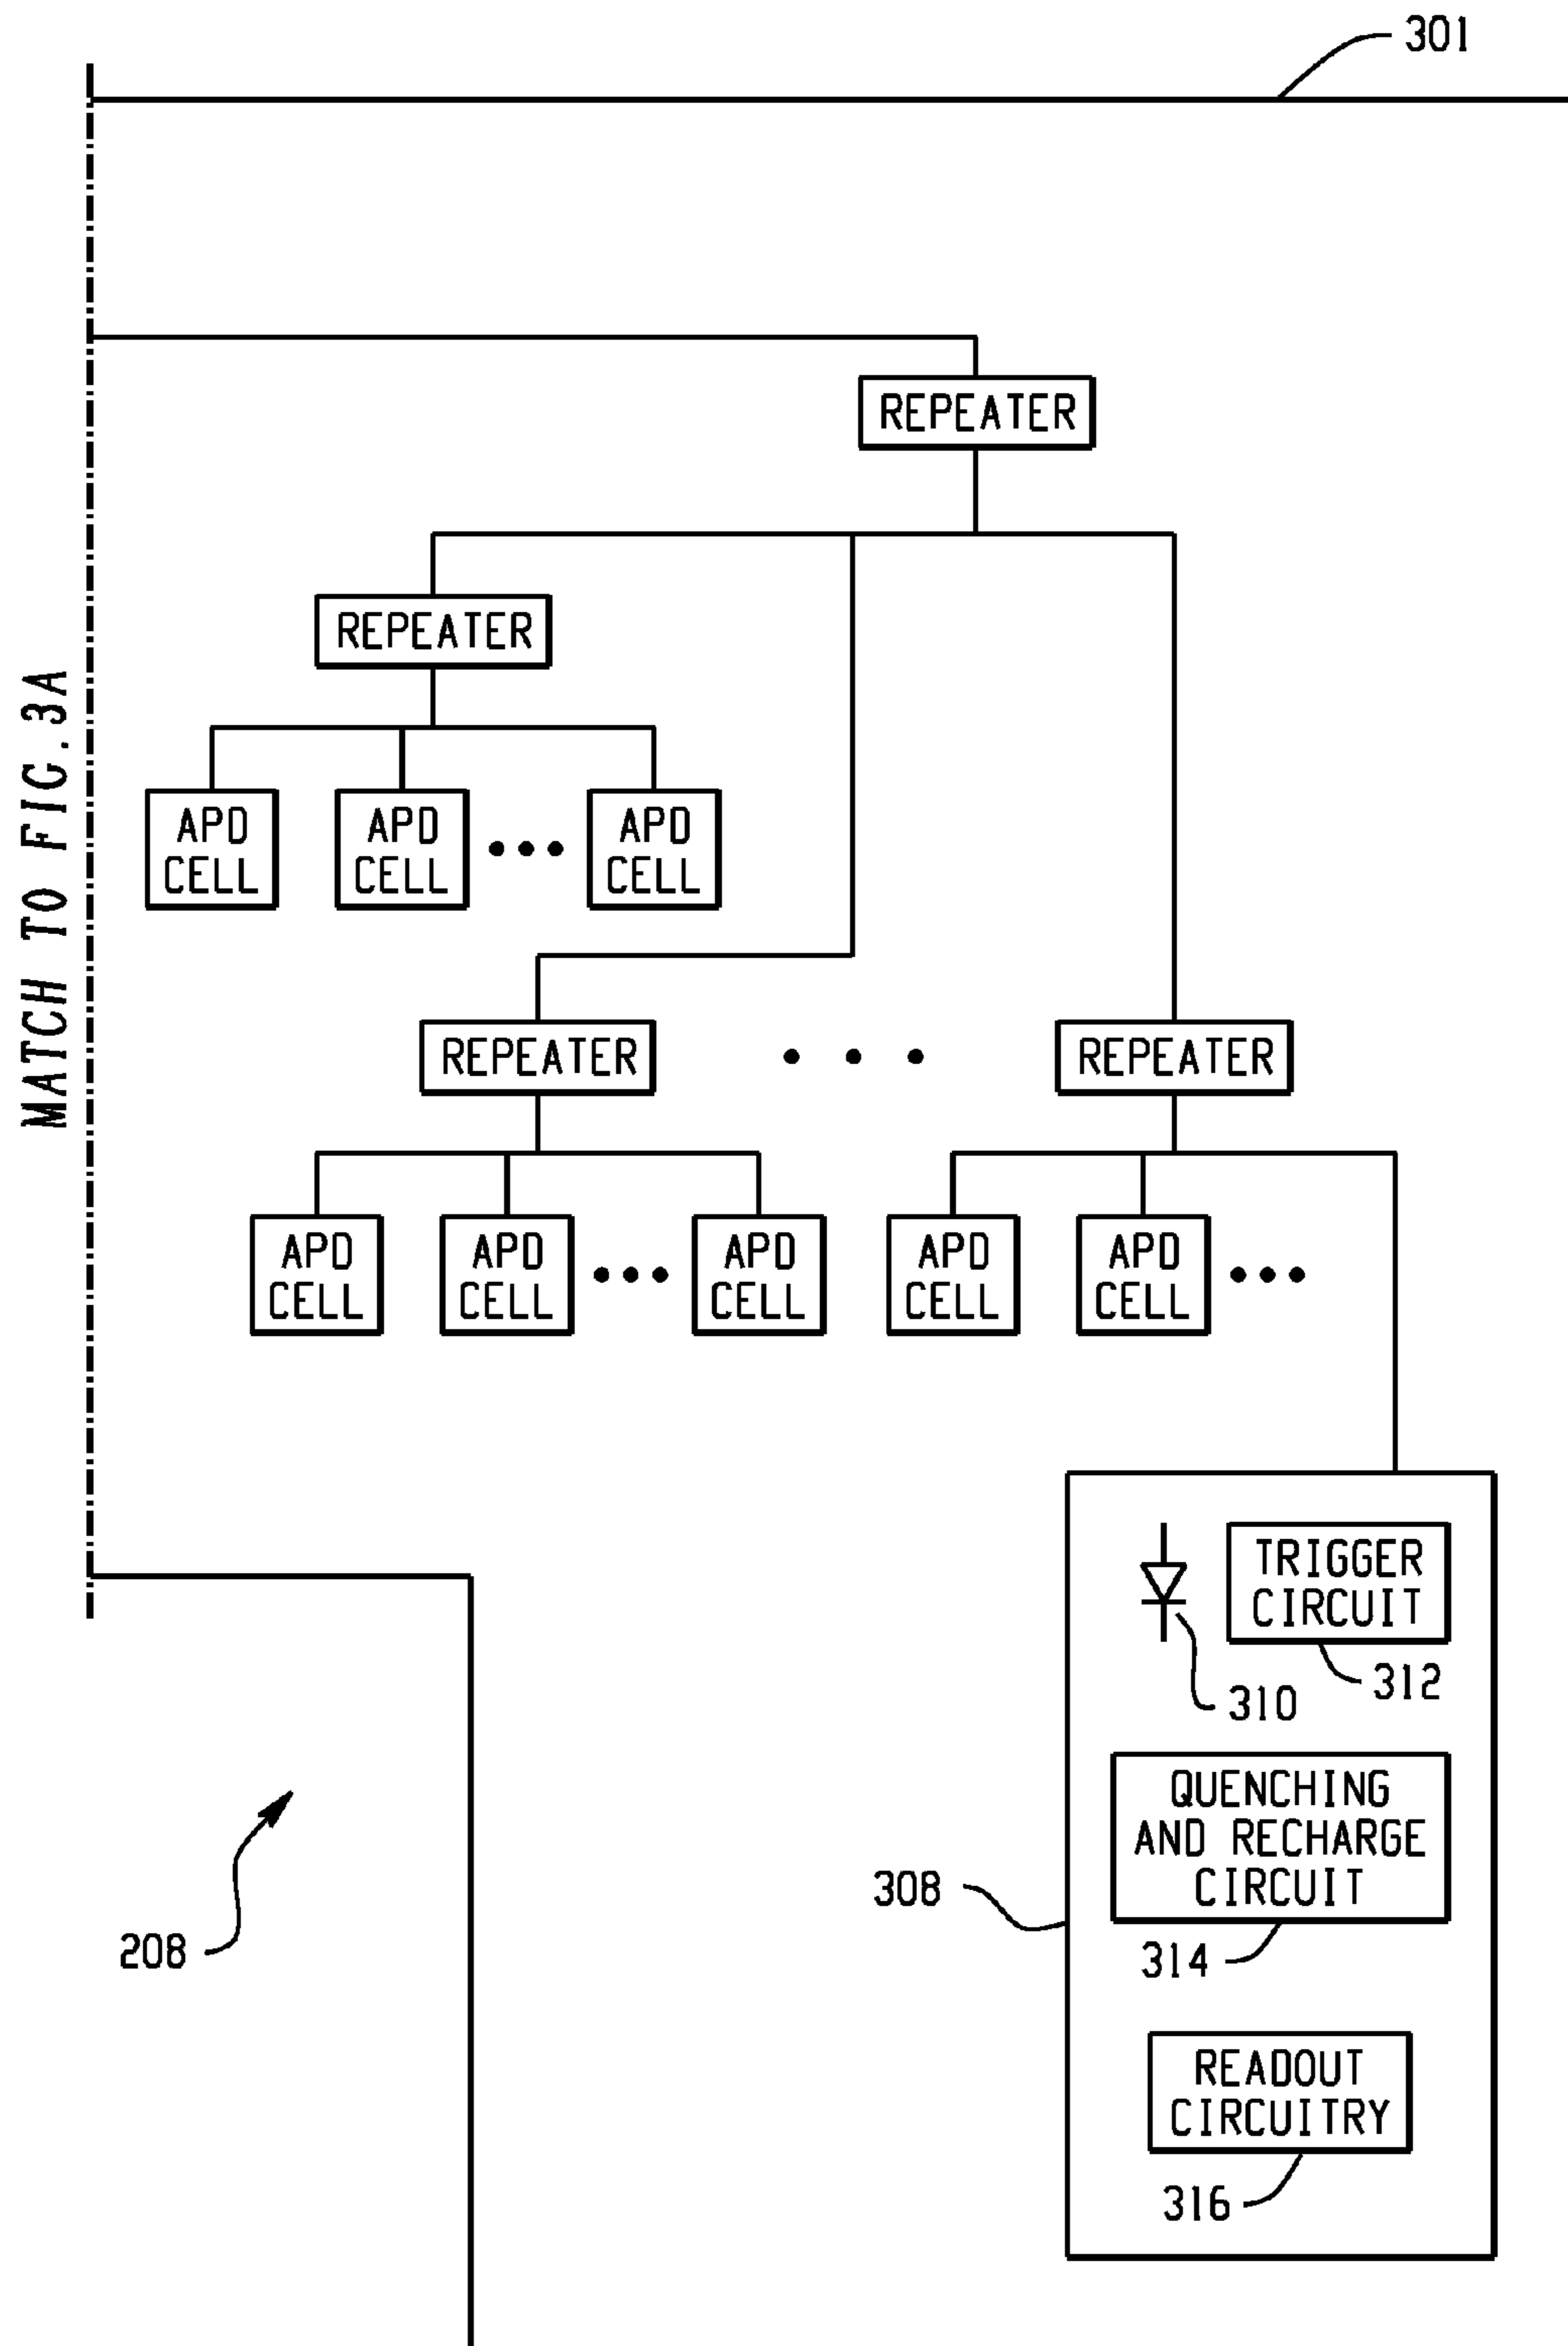 301
REPEATER
REPEATER
MATCH TO FIG. 3A
APD
CELL
APD
CELL
APD
CELL
REPEATER
REPEATER
APD
CELL
APD
CELL
APD
CELL
APD
CELL
APD
CELL
TRIGGER
CIRCUIT
312
310
QUENCHING
AND RECHARGE
CIRCUIT
308
314
208
READOUT
CIRCUITRY
316